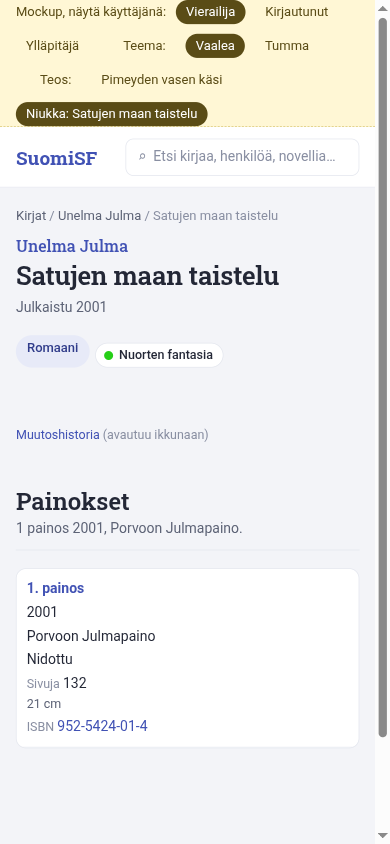 Mockup, näytä käyttäjänä: Vierailija Kirjautunut
Ylläpitäjä Teema: Vaalea Tumma
Teos: Pimeyden vasen käsi
Niukka: Satujen maan taistelu
SuomiSF Etsi kirjaa, henkilöä, novellia…
Kirjat / Unelma Julma / Satujen maan taistelu
Unelma Julma
Satujen maan taistelu
Julkaistu 2001
Romaani Nuorten fantasia
Muutoshistoria (avautuu ikkunaan)
Painokset
1 painos 2001, Porvoon Julmapaino.
1. painos
2001
Porvoon Julmapaino
Nidottu
Sivuja 132
21 cm
ISBN 952-5424-01-4